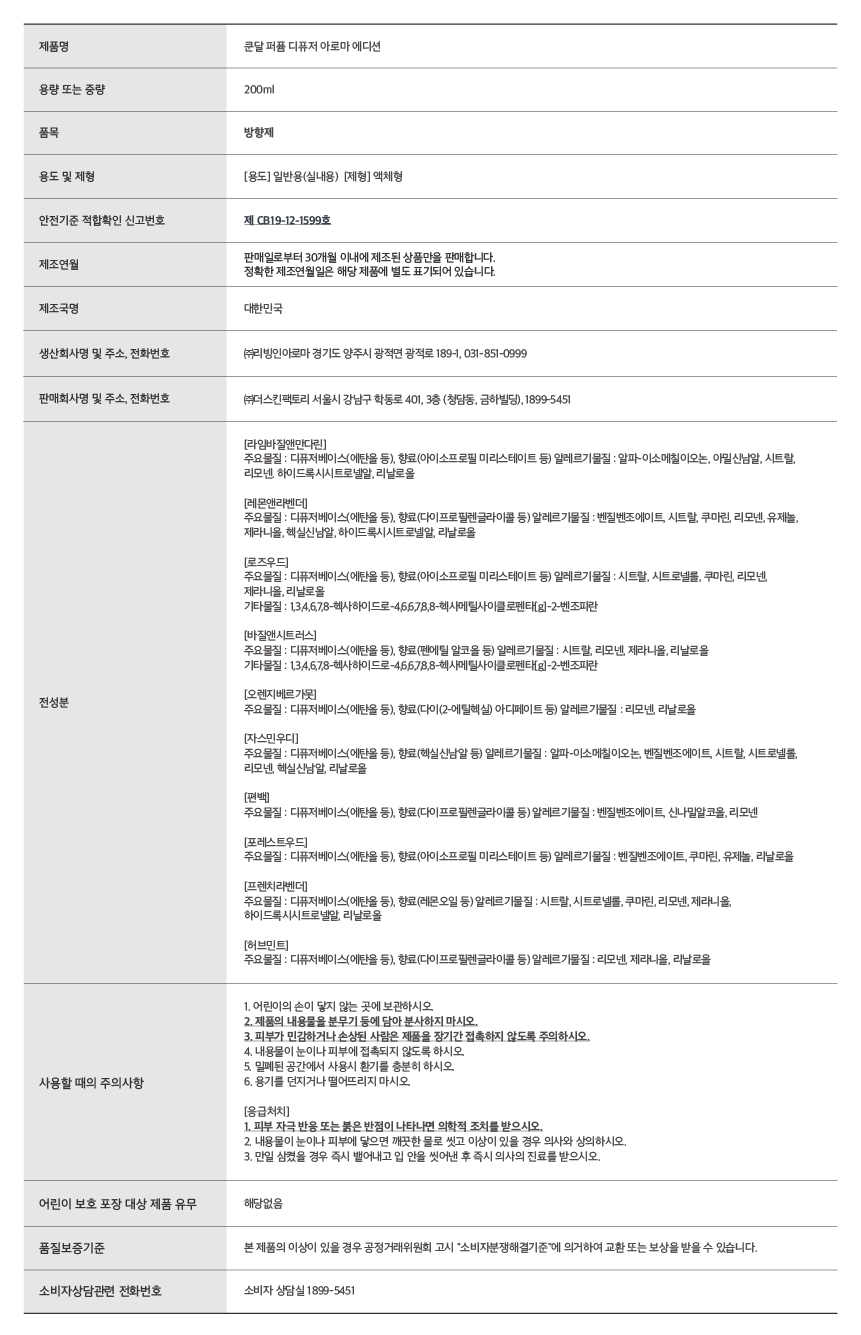 제품명
쿤달 퍼퓸 디퓨저 아로마 에디션
용량 또는 중량
200ml
품목
방향제
용도 및 제형
[용도] 일반용(실내용) [제형] 액체형
안전기준 적합확인 신고번호
제 CB19-12-1599호
제조연월
판매일로부터 30개월 이내에 제조된 상품만을 판매합니다.
정확한 제조연월일은 해당 제품에 별도 표기되어 있습니다.
제조국명
대한민국
생산회사명 및 주소, 전화번호
㈜리빙인아로마 경기도 양주시 광적면 광적로 189-1, 031-851-0999
판매회사명 및 주소, 전화번호
㈜더스킨팩토리 서울시 강남구 학동로 401, 3층 (청담동, 금하빌딩), 1899-5451
전성분
[라임바질앤만다린]
주요물질 : 디퓨저베이스(에탄올 등), 향료(아이소프로필 미리스테이트 등) 알레르기물질 : 알파-이소메칠이오논, 아밀신남알, 시트랄,
리모넨, 하이드록시시트로넬알, 리날로올
[레몬앤라벤더]
주요물질 : 디퓨저베이스(에탄올 등), 향료(다이프로필렌글라이콜 등) 알레르기물질 : 벤질벤조에이트, 시트랄, 쿠마린, 리모넨, 유제놀,
제라니올, 헥실신남알, 하이드록시시트로넬알, 리날로올
[로즈우드]
주요물질 : 디퓨저베이스(에탄올 등), 향료(아이소프로필 미리스테이트 등) 알레르기물질 : 시트랄, 시트로넬롤, 쿠마린, 리모넨,
제라니올, 리날로올
기타물질 : 1,3,4,6,7,8-헥사하이드로-4,6,6,7,8,8-헥사메틸사이클로펜타[g]-2-벤조피란
[바질앤시트러스]
주요물질 : 디퓨저베이스(에탄올 등), 향료(펜에틸 알코올 등) 알레르기물질 : 시트랄, 리모넨, 제라니올, 리날로올
기타물질 : 1,3,4,6,7,8-헥사하이드로-4,6,6,7,8,8-헥사메틸사이클로펜타[g]-2-벤조피란
[오렌지베르가못]
주요물질 : 디퓨저베이스(에탄올 등), 향료(다이(2-에틸헥실) 아디페이트 등) 알레르기물질 : 리모넨, 리날로올
[자스민우디]
주요물질 : 디퓨저베이스(에탄올 등), 향료(헥실신남알 등) 알레르기물질 : 알파-이소메칠이오논, 벤질벤조에이트, 시트랄, 시트로넬롤,
리모넨, 헥실신남알, 리날로올
[편백]
주요물질 : 디퓨저베이스(에탄올 등), 향료(다이프로필렌글라이콜 등) 알레르기물질 : 벤질벤조에이트, 신나밀알코올, 리모넨
[포레스트우드]
주요물질 : 디퓨저베이스(에탄올 등), 향료(아이소프로필 미리스테이트 등) 알레르기물질 : 벤질벤조에이트, 쿠마린, 유제놀, 리날로올
[프렌치라벤더]
주요물질 : 디퓨저베이스(에탄올 등), 향료(레몬오일 등) 알레르기물질 : 시트랄, 시트로넬롤, 쿠마린, 리모넨, 제라니올,
하이드록시시트로넬알, 리날로올
[허브민트]
주요물질 : 디퓨저베이스(에탄올 등), 향료(다이프로필렌글라이콜 등) 알레르기물질 : 리모넨, 제라니올, 리날로올
사용할 때의 주의사항
1. 어린이의 손이 닿지 않는 곳에 보관하시오.
2. 제품의 내용물을 분무기 등에 담아 분사하지 마시오.
3. 피부가 민감하거나 손상된 사람은 제품을 장기간 접촉하지 않도록 주의하시오.
4. 내용물이 눈이나 피부에 접촉되지 않도록 하시오.
5. 밀폐된 공간에서 사용시 환기를 충분히 하시오.
6. 용기를 던지거나 떨어뜨리지 마시오.
[응급처치]
1. 피부 자극 반응 또는 붉은 반점이 나타나면 의학적 조치를 받으시오.
2. 내용물이 눈이나 피부에 닿으면 깨끗한 물로 씻고 이상이 있을 경우 의사와 상의하시오.
3. 만일 삼켰을 경우 즉시 뱉어내고 입 안을 씻어낸 후 즉시 의사의 진료를 받으시오.
어린이 보호 포장 대상 제품 유무
해당없음
품질보증기준
본 제품의 이상이 있을 경우 공정거래위원회 고시 "소비자분쟁해결기준"에 의거하여 교환 또는 보상을 받을 수 있습니다.
소비자상담관련 전화번호
소비자 상담실 1899-5451